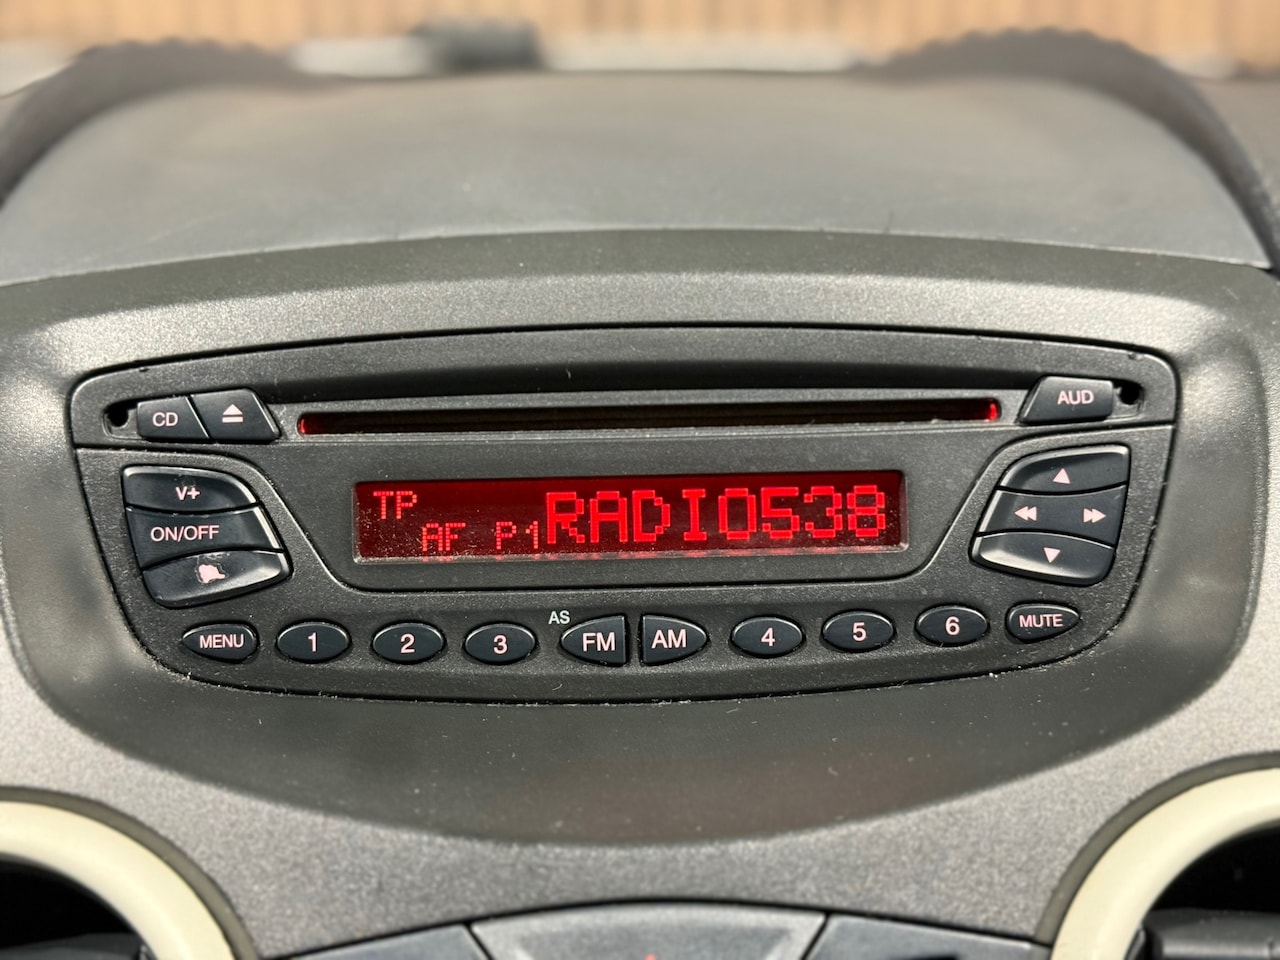 CD
AUD
V+
ON/OFF
TP
AF P1 RADIO538
AS
MENU 1 2 3 FM AM 4 5 6 MUTE